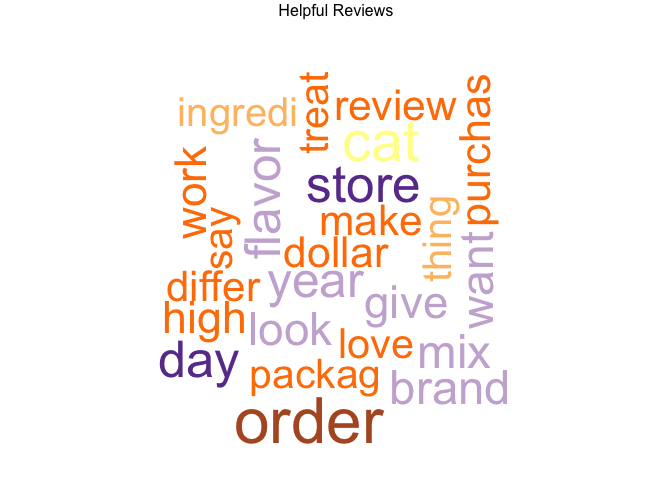 Helpful Reviews
treat
review
purchas
ingredi
cat
work
flavor
store
say
make
thing
dollar
want
differ
year
give
high
look
love
mix
day
packag
brand
order